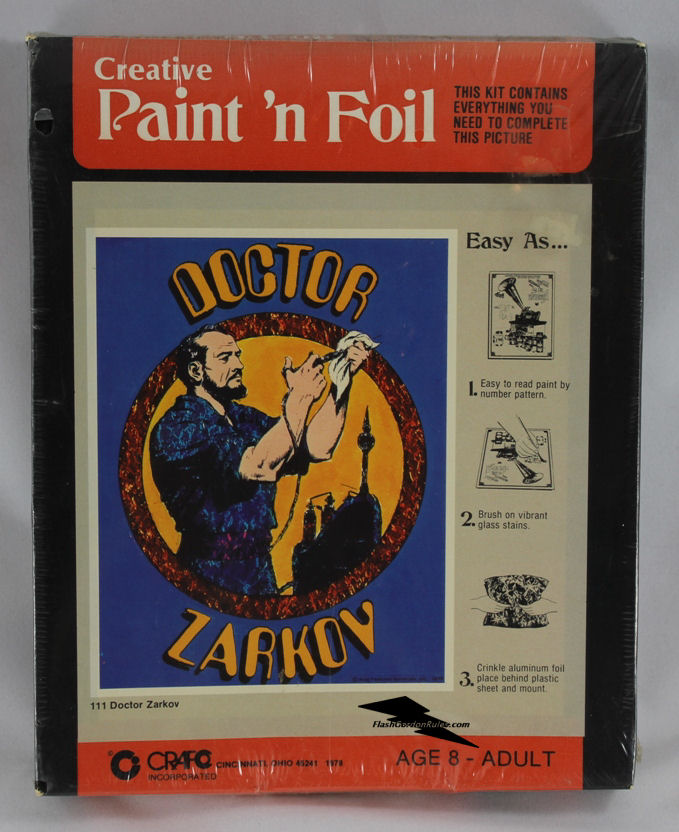 Creative
Paint 'n Foil
THIS KIT CONTAINS
EVERYTHING YOU
NEED TO COMPLETE
THIS PICTURE
DOCTOR
ZARKOV
Easy As...
1. Easy to read paint by
number pattern.
2. Brush on vibrant
glass stains.
3. Crinkle aluminum foil
place behind plastic
sheet and mount.
111 Doctor Zarkov
FlashGordonRules.com
© CRAFCO CINCINNATI, OHIO 45241 1978
INCORPORATED
AGE 8 - ADULT